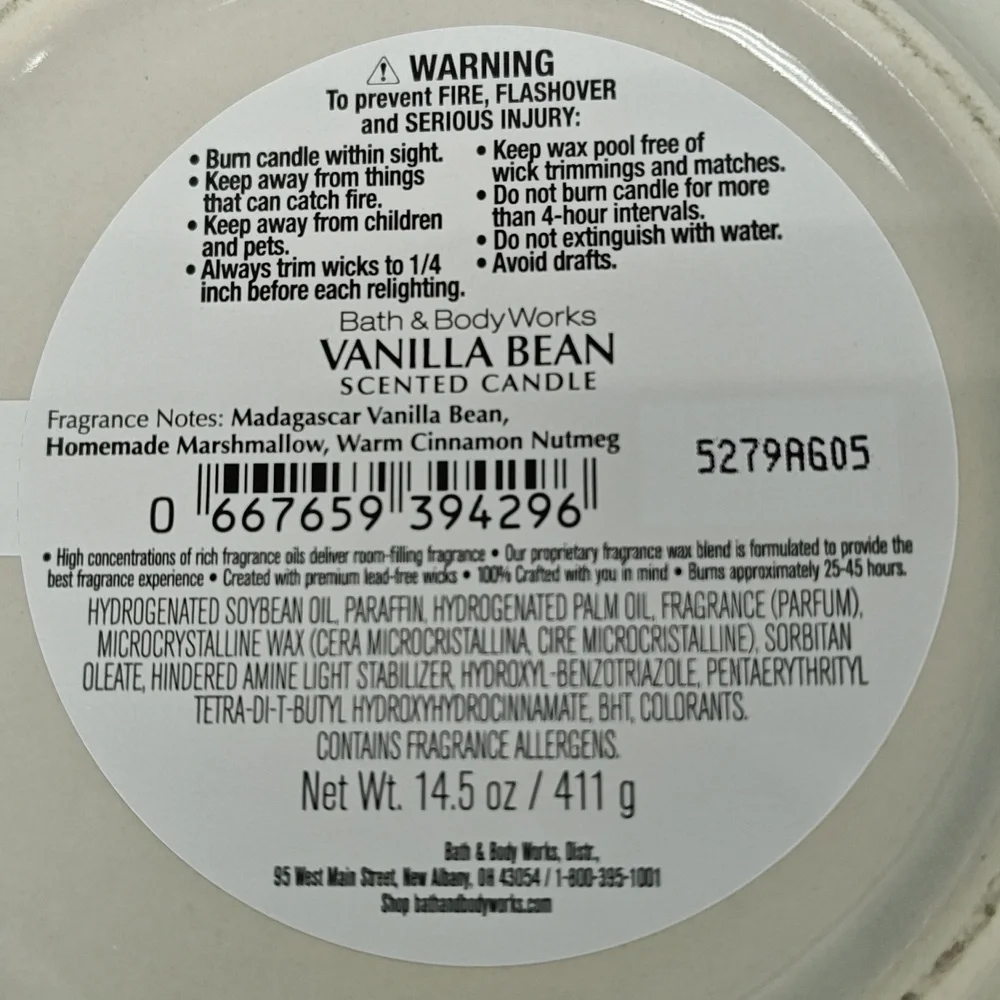 ⚠ WARNING
To prevent FIRE, FLASHOVER
and SERIOUS INJURY:
• Burn candle within sight.
• Keep away from things
that can catch fire.
• Keep away from children
and pets.
• Always trim wicks to 1/4
inch before each relighting.
• Keep wax pool free of
wick trimmings and matches.
• Do not burn candle for more
than 4-hour intervals.
• Do not extinguish with water.
• Avoid drafts.
Bath & Body Works
VANILLA BEAN
SCENTED CANDLE
Fragrance Notes: Madagascar Vanilla Bean,
Homemade Marshmallow, Warm Cinnamon Nutmeg
5279AG05
0 667659 394296
• High concentrations of rich fragrance oils deliver room-filling fragrance • Our proprietary fragrance wax blend is formulated to provide the
best fragrance experience • Created with premium lead-free wicks • 100% Crafted with you in mind • Burns approximately 25-45 hours.
HYDROGENATED SOYBEAN OIL, PARAFFIN, HYDROGENATED PALM OIL, FRAGRANCE (PARFUM),
MICROCRYSTALLINE WAX (CERA MICROCRISTALLINA, CIRE MICROCRISTALLINE), SORBITAN
OLEATE, HINDERED AMINE LIGHT STABILIZER, HYDROXYL-BENZOTRIAZOLE, PENTAERYTHRITYL
TETRA-DI-T-BUTYL HYDROXYHYDROCINNAMATE, BHT, COLORANTS.
CONTAINS FRAGRANCE ALLERGENS.
Net Wt. 14.5 oz / 411 g
Bath & Body Works, Distr.,
95 West Main Street, New Albany, OH 43054 / 1-800-395-1001
Shop bathandbodyworks.com